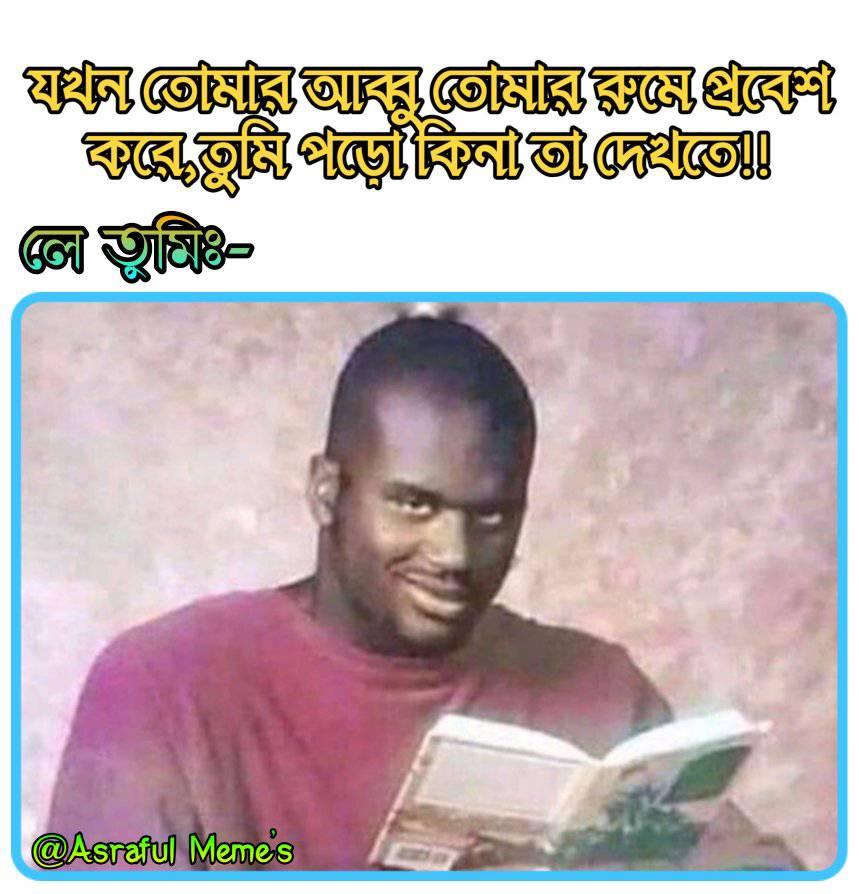 যখন তোমার আব্বু তোমার রুমে প্রবেশ
করে,তুমি পড়ো কিনা তা দেখতে!!
লে তুমিঃ-
@Asraful Meme's